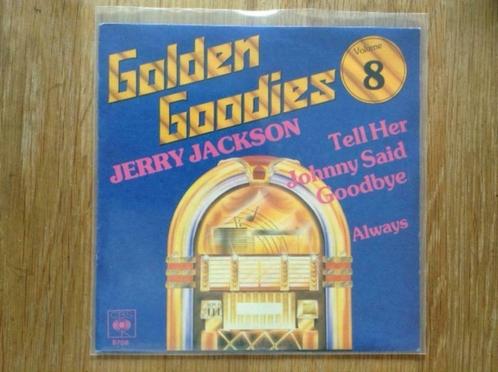 Golden
Goodies
Volume
8
JERRY JACKSON
Tell Her
Johnny Said
Goodbye
Always
CBS